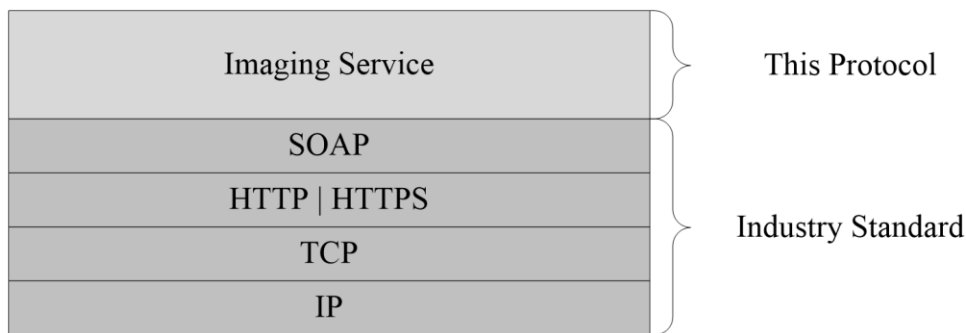 Imaging Service
This Protocol
SOAP
HTTP | HTTPS
Industry Standard
TCP
IP